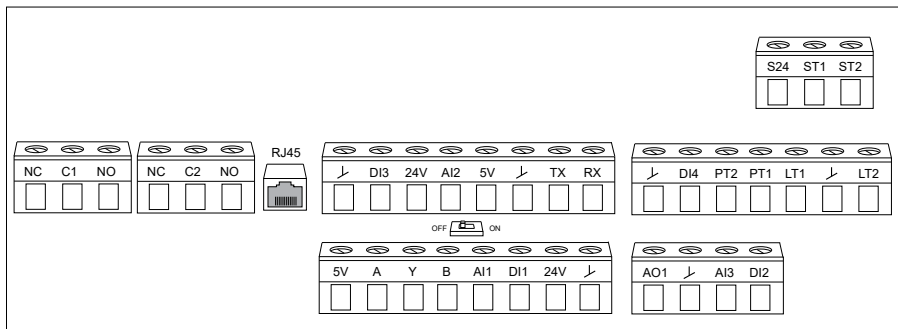 S24 ST1 ST2
RJ45
NC C1 NO NC C2 NO DI3 24V AI2 5V TX RX DI4 PT2 PT1 LT1 LT2
OFF ON
5V A Y B AI1 DI1 24V AO1 AI3 DI2